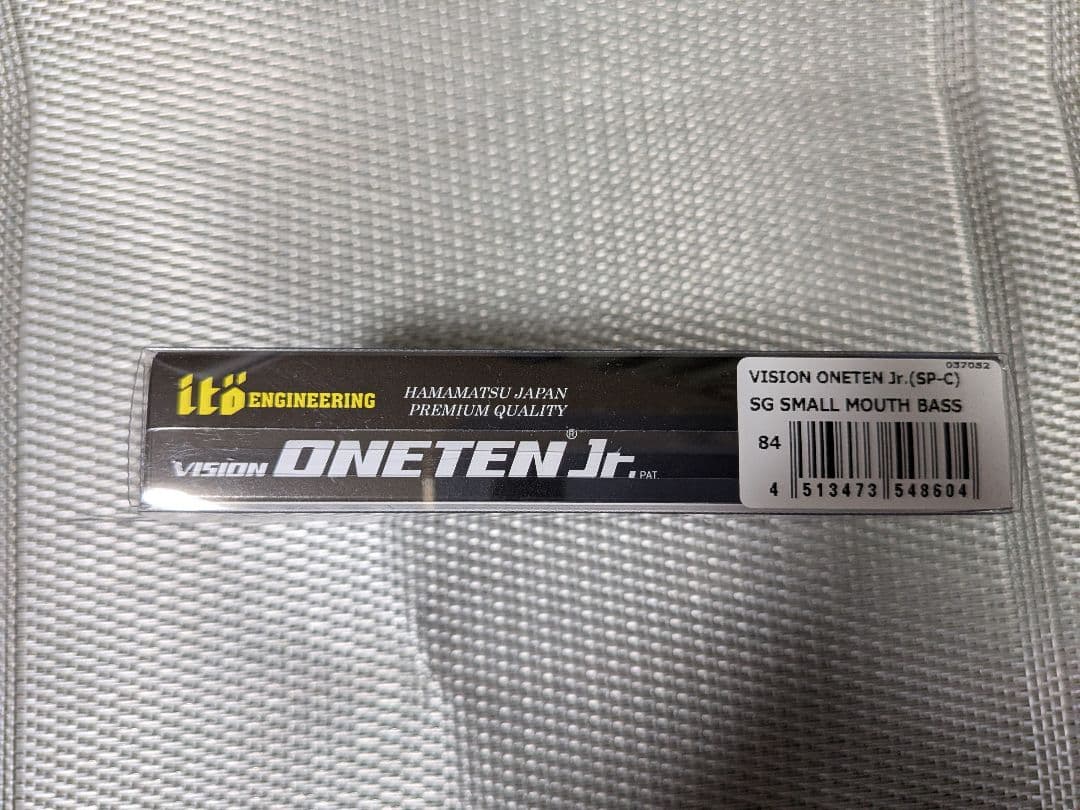 itö ENGINEERING
HAMAMATSU JAPAN
PREMIUM QUALITY
VISION ONETEN® Jr. PAT.
037052
VISION ONETEN Jr.(SP-C)
SG SMALL MOUTH BASS
84
4 513473 548604